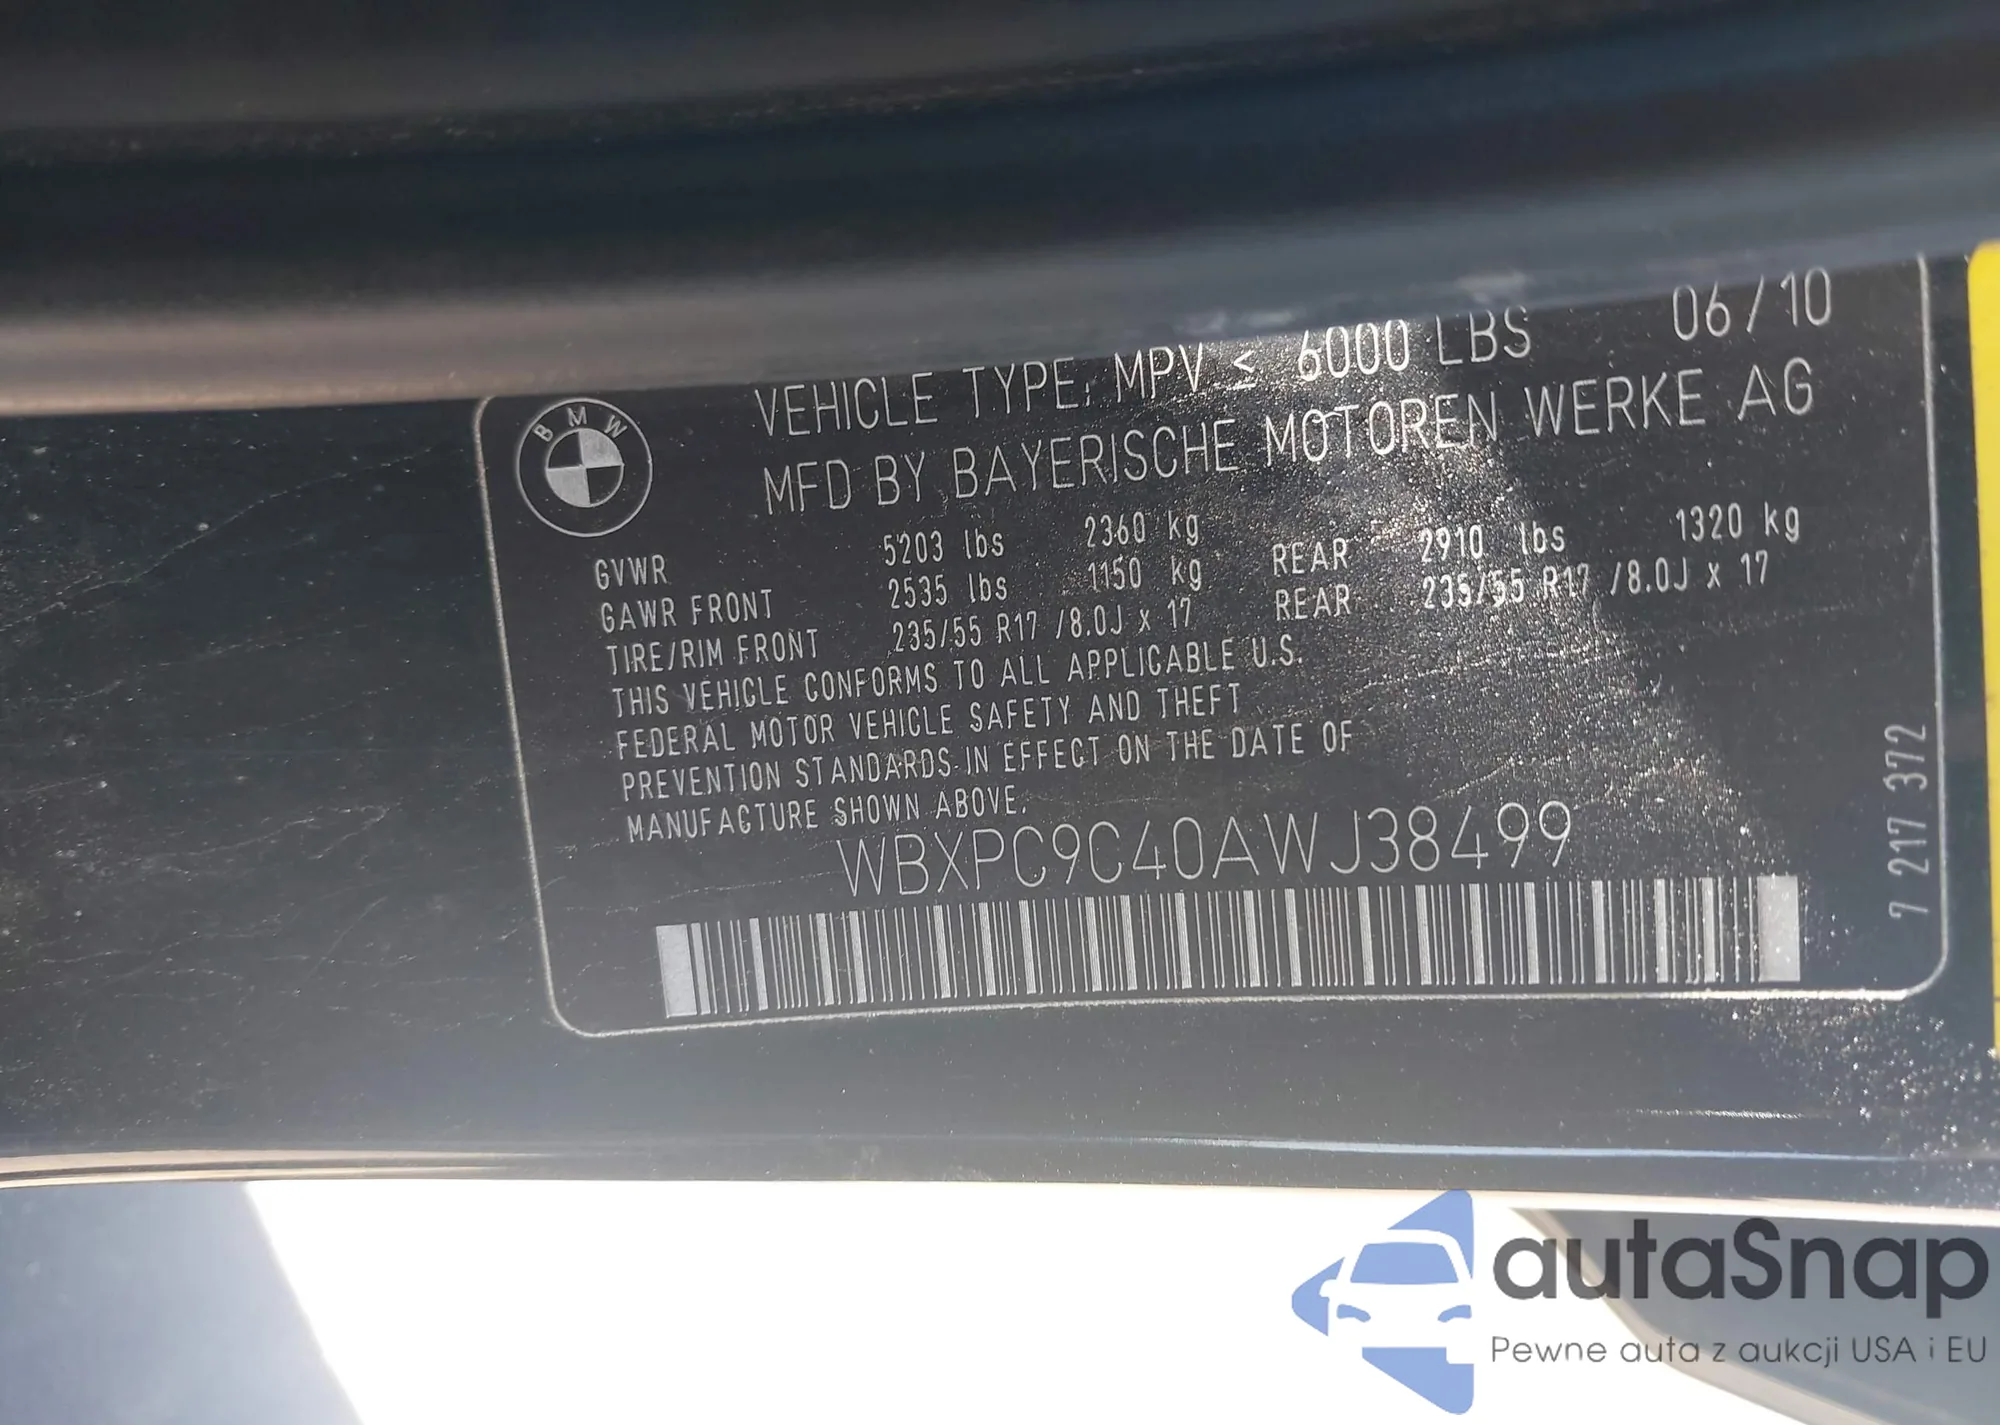 VEHICLE TYPE: MPV ≤ 6000 LBS 06/10
BMW
MFD BY BAYERISCHE MOTOREN WERKE AG
GVWR 5203 lbs 2360 kg
GAWR FRONT 2535 lbs 1150 kg REAR 2910 lbs 1320 kg
TIRE/RIM FRONT 235/55 R17 /8.0J x 17 REAR 235/55 R17 /8.0J x 17
THIS VEHICLE CONFORMS TO ALL APPLICABLE U.S.
FEDERAL MOTOR VEHICLE SAFETY AND THEFT
PREVENTION STANDARDS IN EFFECT ON THE DATE OF
MANUFACTURE SHOWN ABOVE.
WBXPC9C40AWJ38499
7 217 372
autaSnap
Pewne auta z aukcji USA i EU